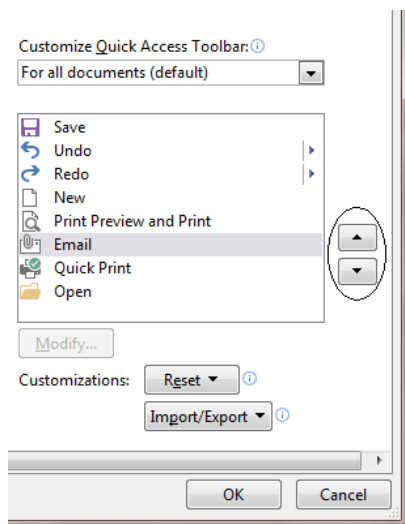 Customize Quick Access Toolbar:
For all documents (default)
Save
Undo
Redo
New
Print Preview and Print
Email
Quick Print
Open
Modify...
Customizations: Reset
Import/Export
OK Cancel